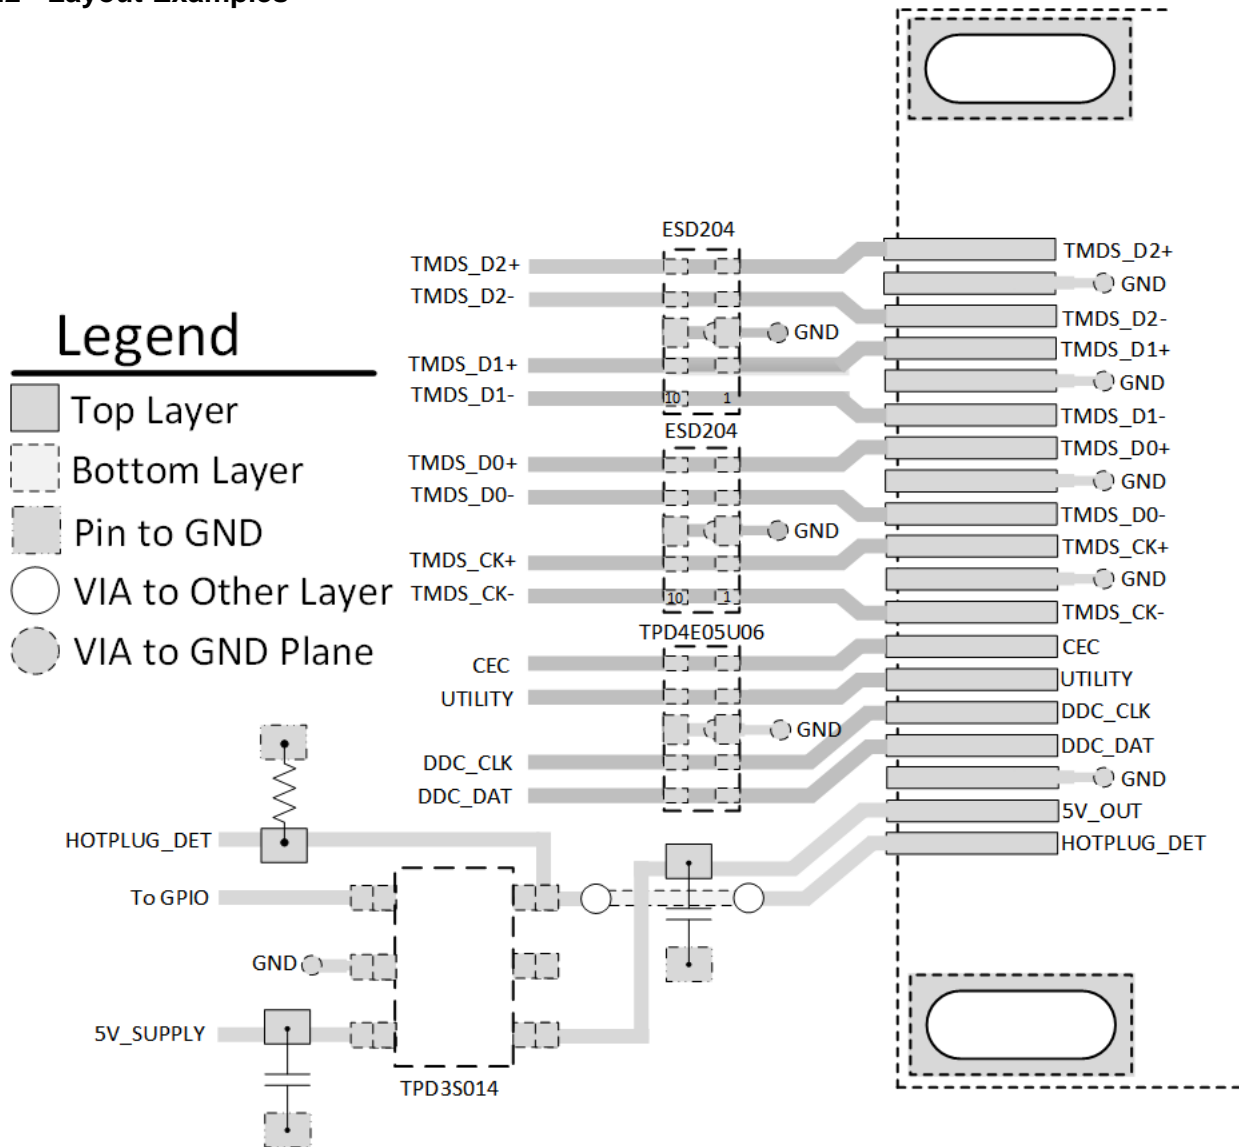 Layout Examples
ESD204
TMDS_D2+
TMDS_D2-
GND
TMDS_D1+
TMDS_D1-
10
1
ESD204
TMDS_D0+
TMDS_D0-
GND
TMDS_CK+
TMDS_CK-
10
1
TPD4E05U06
CEC
UTILITY
GND
DDC_CLK
DDC_DAT
TMDS_D2+
GND
TMDS_D2-
TMDS_D1+
GND
TMDS_D1-
TMDS_D0+
GND
TMDS_D0-
TMDS_CK+
GND
TMDS_CK-
CEC
UTILITY
DDC_CLK
DDC_DAT
GND
5V_OUT
HOTPLUG_DET
Legend
Top Layer
Bottom Layer
Pin to GND
VIA to Other Layer
VIA to GND Plane
HOTPLUG_DET
To GPIO
GND
5V_SUPPLY
TPD3S014